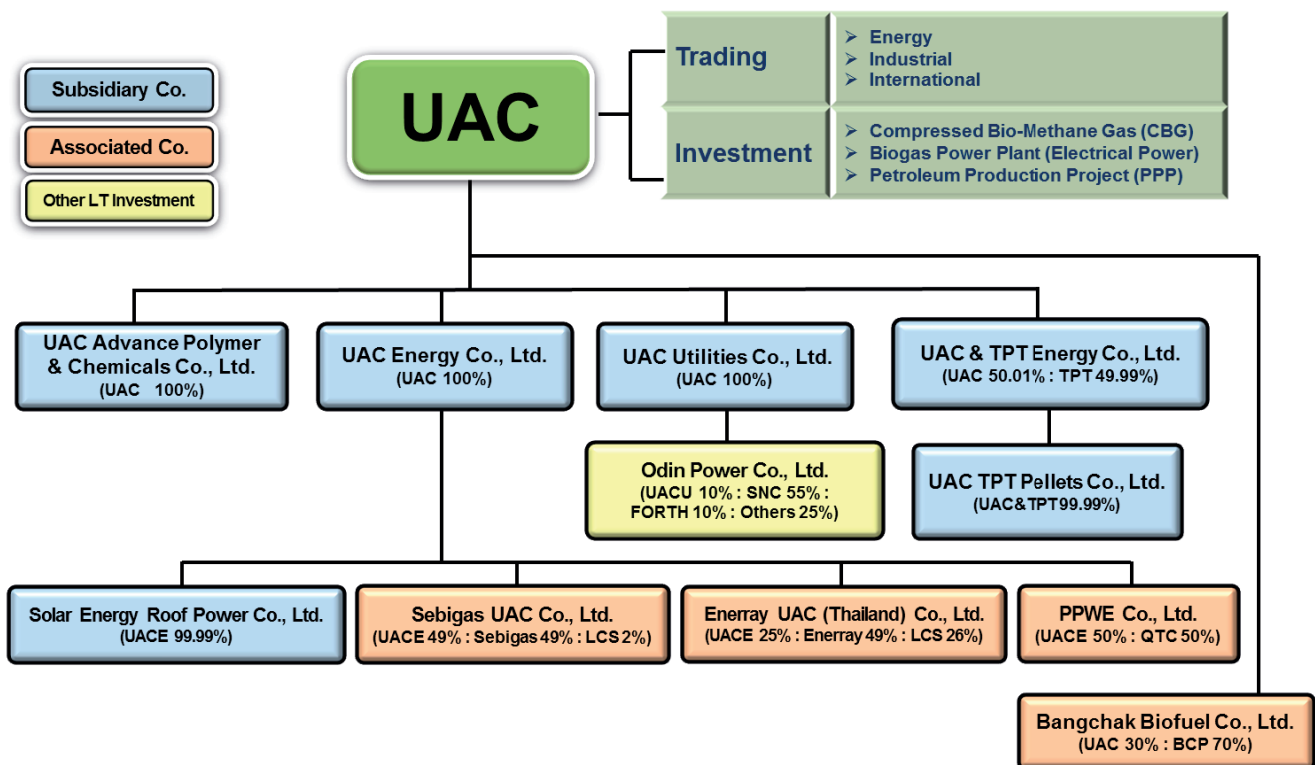 Subsidiary Co.
Associated Co.
Other LT Investment
UAC
Trading
➢ Energy
➢ Industrial
➢ International
Investment
➢ Compressed Bio-Methane Gas (CBG)
➢ Biogas Power Plant (Electrical Power)
➢ Petroleum Production Project (PPP)
UAC Advance Polymer
& Chemicals Co., Ltd.
(UAC 100%)
UAC Energy Co., Ltd.
(UAC 100%)
UAC Utilities Co., Ltd.
(UAC 100%)
UAC & TPT Energy Co., Ltd.
(UAC 50.01% : TPT 49.99%)
Odin Power Co., Ltd.
(UACU 10% : SNC 55% :
FORTH 10% : Others 25%)
UAC TPT Pellets Co., Ltd.
(UAC&TPT 99.99%)
Solar Energy Roof Power Co., Ltd.
(UACE 99.99%)
Sebigas UAC Co., Ltd.
(UACE 49% : Sebigas 49% : LCS 2%)
Enerray UAC (Thailand) Co., Ltd.
(UACE 25% : Enerray 49% : LCS 26%)
PPWE Co., Ltd.
(UACE 50% : QTC 50%)
Bangchak Biofuel Co., Ltd.
(UAC 30% : BCP 70%)